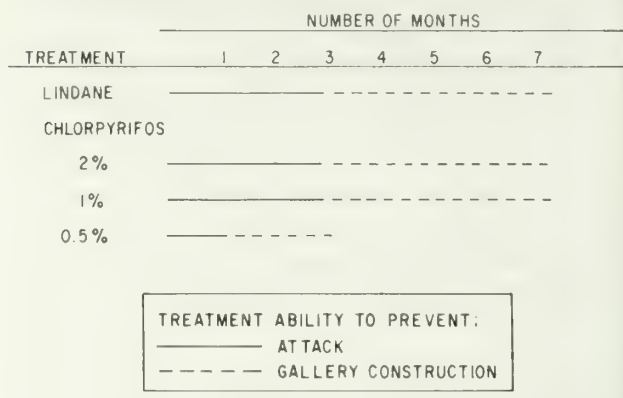 NUMBER OF MONTHS
TREATMENT 1 2 3 4 5 6 7
LINDANE
CHLORPYRIFOS
2%
1%
0.5%
TREATMENT ABILITY TO PREVENT:
ATTACK
GALLERY CONSTRUCTION